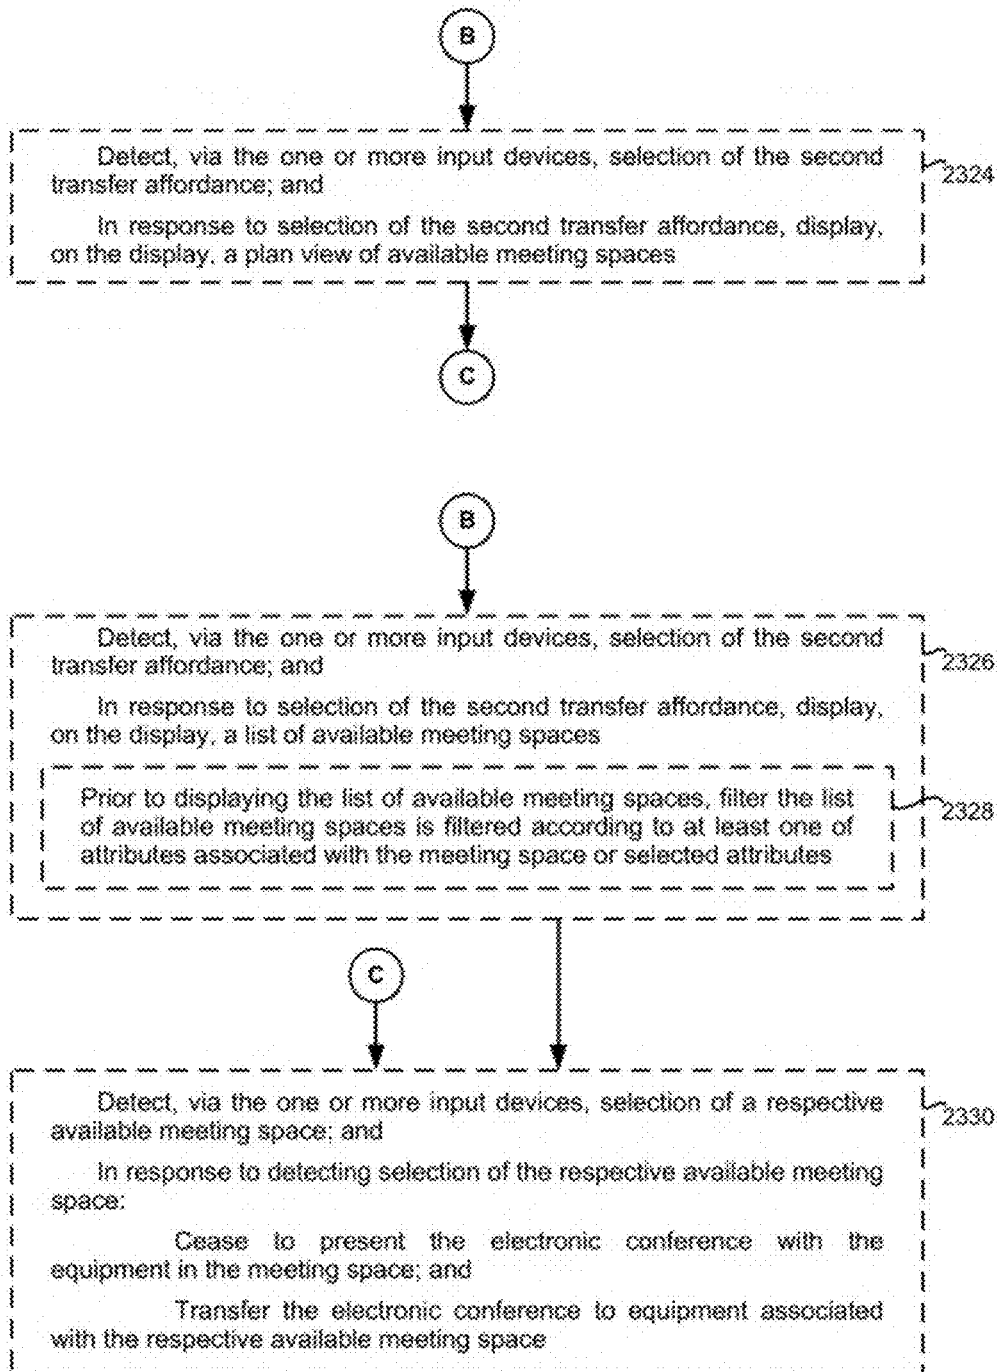 B
Detect, via the one or more input devices, selection of the second
transfer affordance; and
In response to selection of the second transfer affordance, display,
on the display, a plan view of available meeting spaces
2324
C
B
Detect, via the one or more input devices, selection of the second
transfer affordance; and
In response to selection of the second transfer affordance, display,
on the display, a list of available meeting spaces
2326
Prior to displaying the list of available meeting spaces, filter the list
of available meeting spaces is filtered according to at least one of
attributes associated with the meeting space or selected attributes
2328
C
Detect, via the one or more input devices, selection of a respective
available meeting space; and
In response to detecting selection of the respective available meeting
space:
Cease to present the electronic conference with the
equipment in the meeting space; and
Transfer the electronic conference to equipment associated
with the respective available meeting space
2330